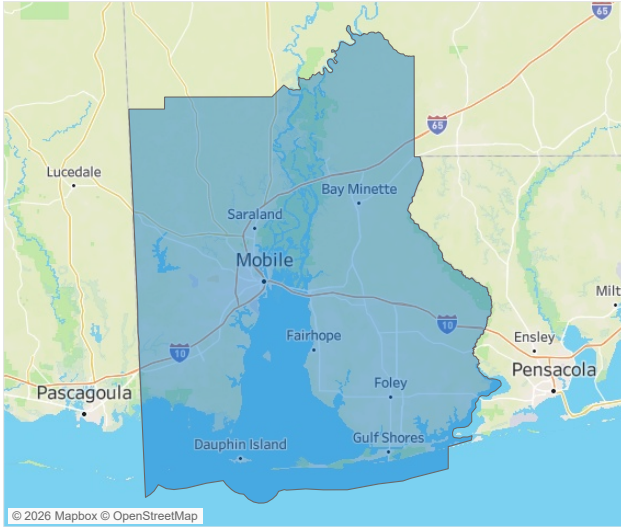 65
65
Lucedale
Bay Minette
Saraland
Mobile
Milt
10
10
Fairhope
Ensley
Pensacola
Pascagoula
Foley
Gulf Shores
Dauphin Island
© 2026 Mapbox © OpenStreetMap